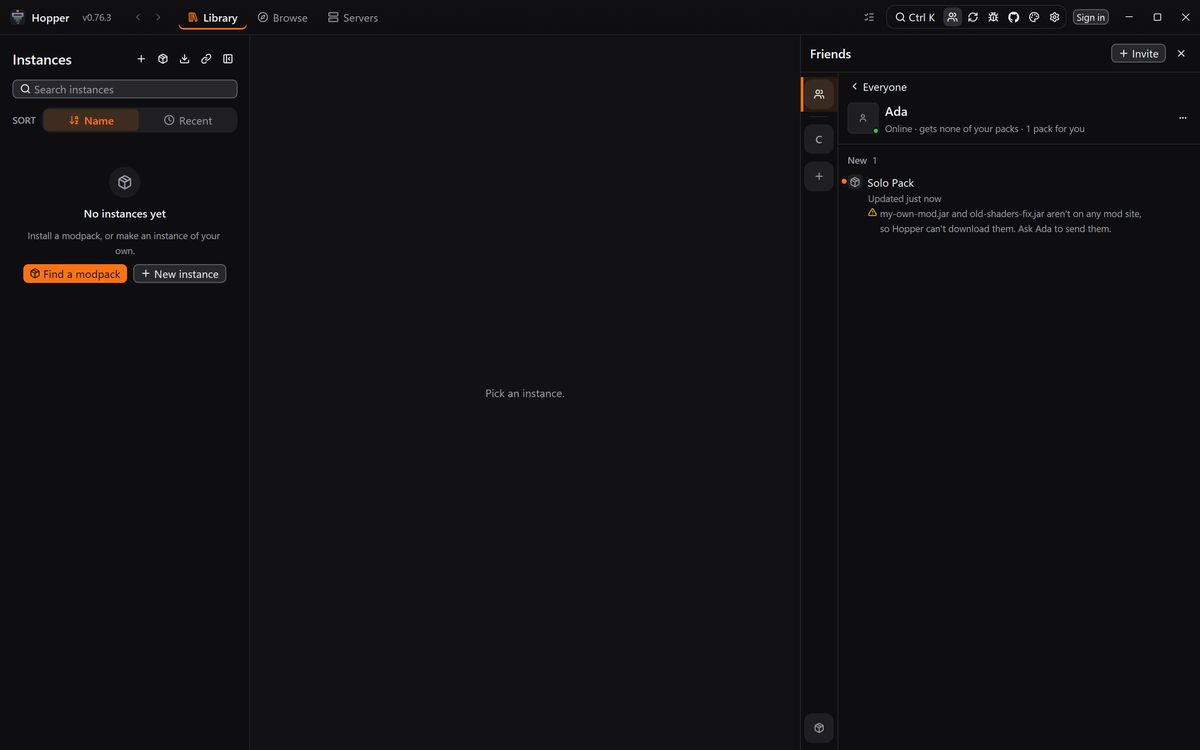 Hopper v0.76.3 Library Browse Servers Ctrl K Sign in
Instances
Search instances
SORT Name Recent
No instances yet
Install a modpack, or make an instance of your
own.
Find a modpack New instance
Pick an instance.
Friends Invite
Everyone
Ada
Online · gets none of your packs · 1 pack for you
C
New 1
Solo Pack
Updated just now
my-own-mod.jar and old-shaders-fix.jar aren't on any mod site,
so Hopper can't download them. Ask Ada to send them.